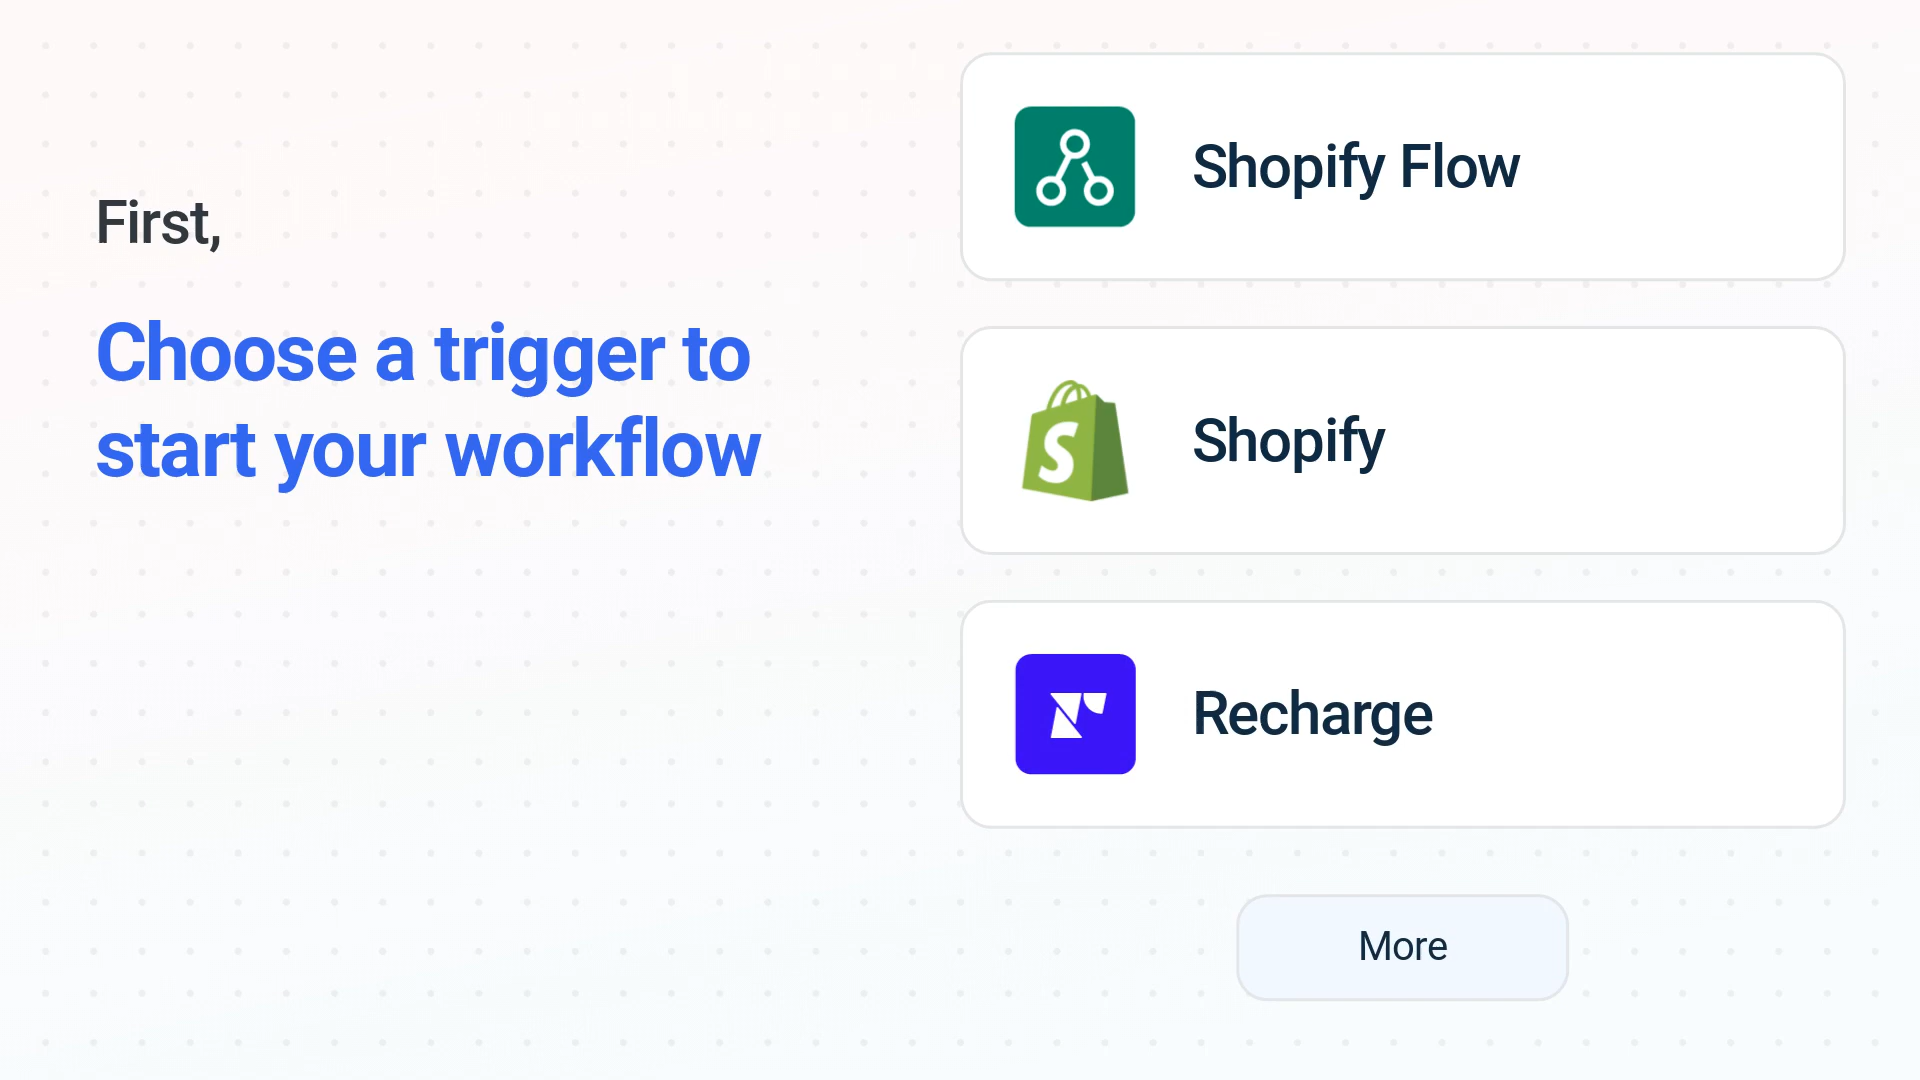 First,
Choose a trigger to
start your workflow
Shopify Flow
Shopify
Recharge
More